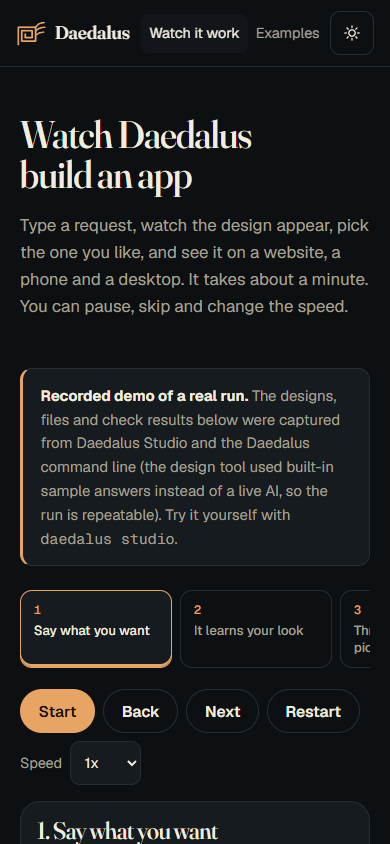 Daedalus Watch it work Examples
Watch Daedalus
build an app
Type a request, watch the design appear, pick
the one you like, and see it on a website, a
phone and a desktop. It takes about a minute.
You can pause, skip and change the speed.
Recorded demo of a real run. The designs,
files and check results below were captured
from Daedalus Studio and the Daedalus
command line (the design tool used built-in
sample answers instead of a live AI, so the
run is repeatable). Try it yourself with
daedalus studio.
1
Say what you want
2
It learns your look
3
Start Back Next Restart
Speed 1x
1. Say what you want